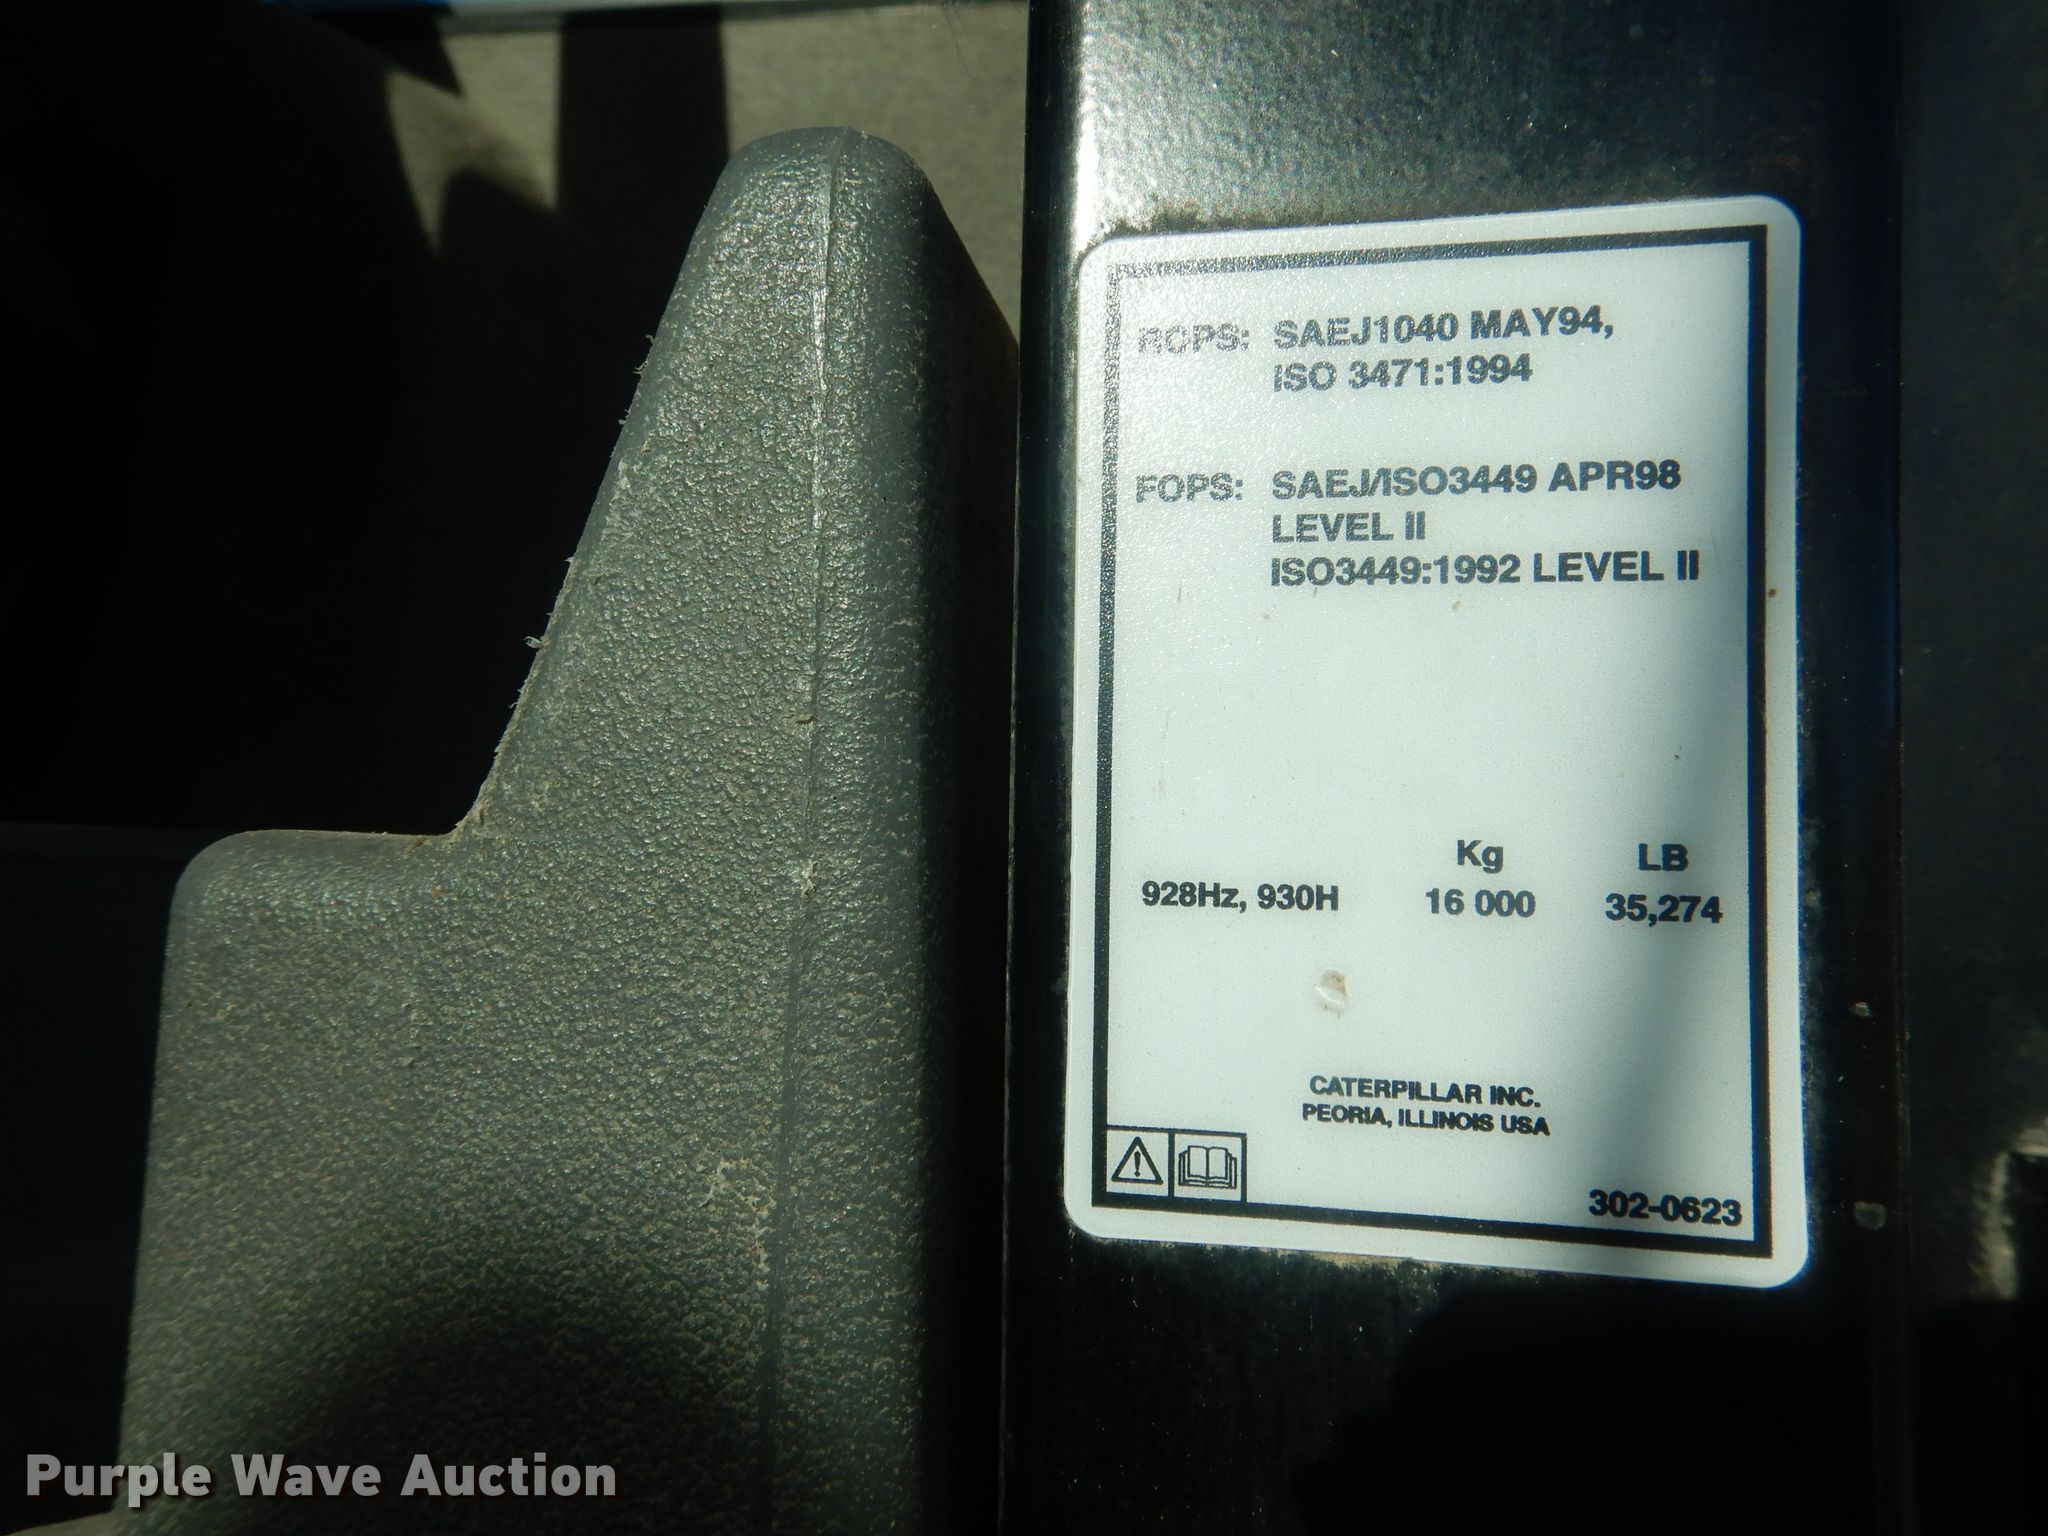 ROPS: SAEJ1040 MAY94,
ISO 3471:1994
FOPS: SAEJ/ISO3449 APR98
LEVEL II
ISO3449:1992 LEVEL II
Kg LB
928Hz, 930H 16 000 35,274
CATERPILLAR INC.
PEORIA, ILLINOIS USA
302-0623
Purple Wave Auction